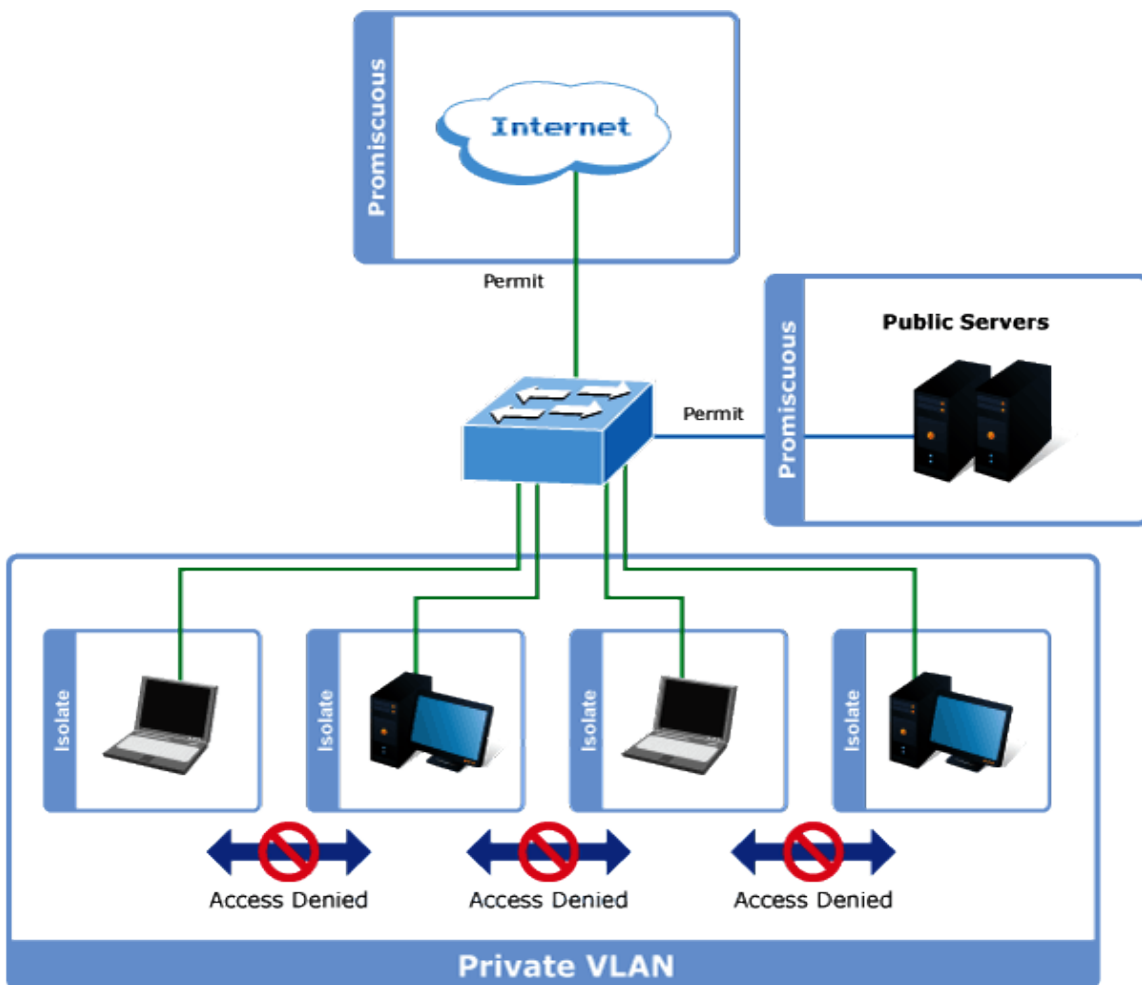 Promiscuous
Internet
Permit
Promiscuous
Public Servers
Permit
Isolate
Isolate
Isolate
Isolate
Access Denied
Access Denied
Access Denied
Private VLAN